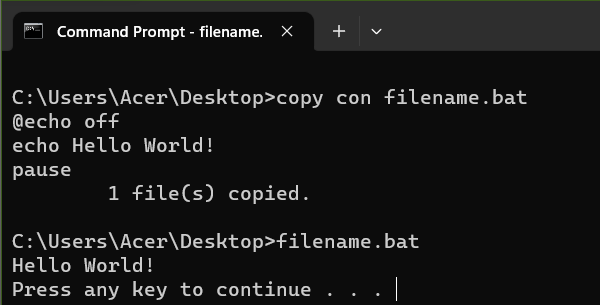 Command Prompt - filename.
C:\Users\Acer\Desktop>copy con filename.bat
@echo off
echo Hello World!
pause
        1 file(s) copied.
C:\Users\Acer\Desktop>filename.bat
Hello World!
Press any key to continue . . .